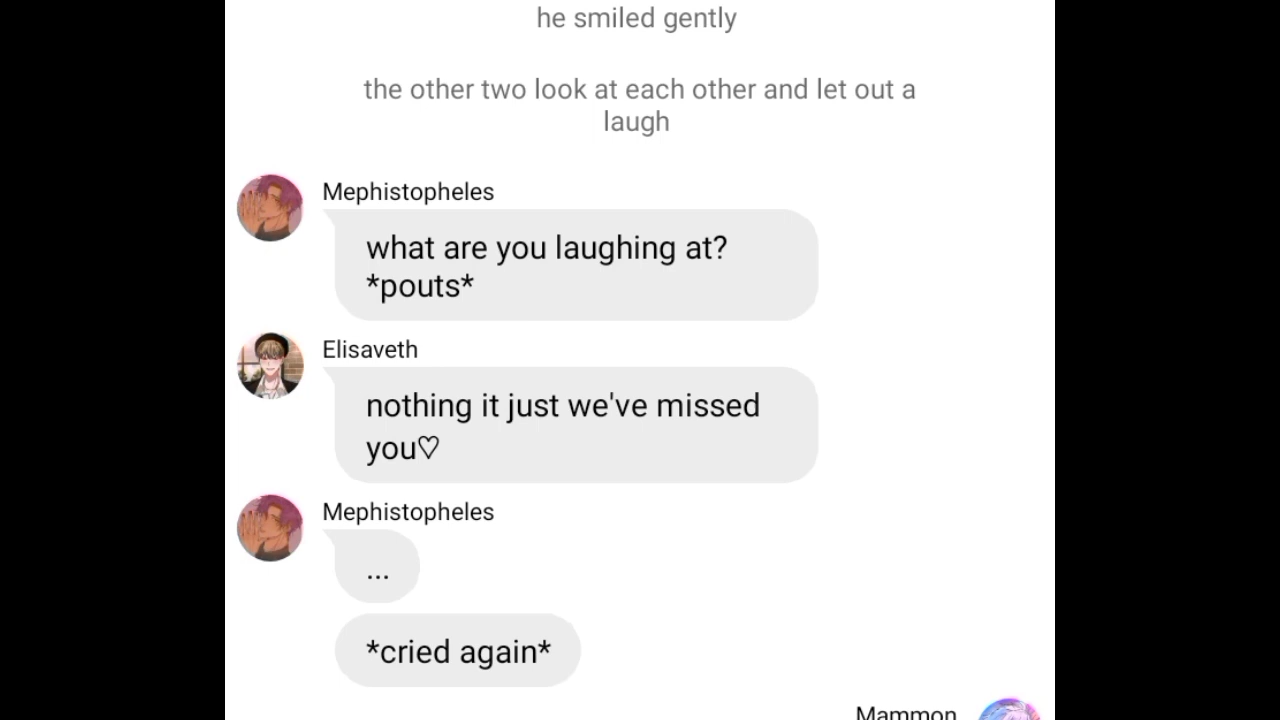 he smiled gently
the other two look at each other and let out a
laugh
Mephistopheles
what are you laughing at?
*pouts*
Elisaveth
nothing it just we've missed
you♡
Mephistopheles
...
*cried again*
Mammon